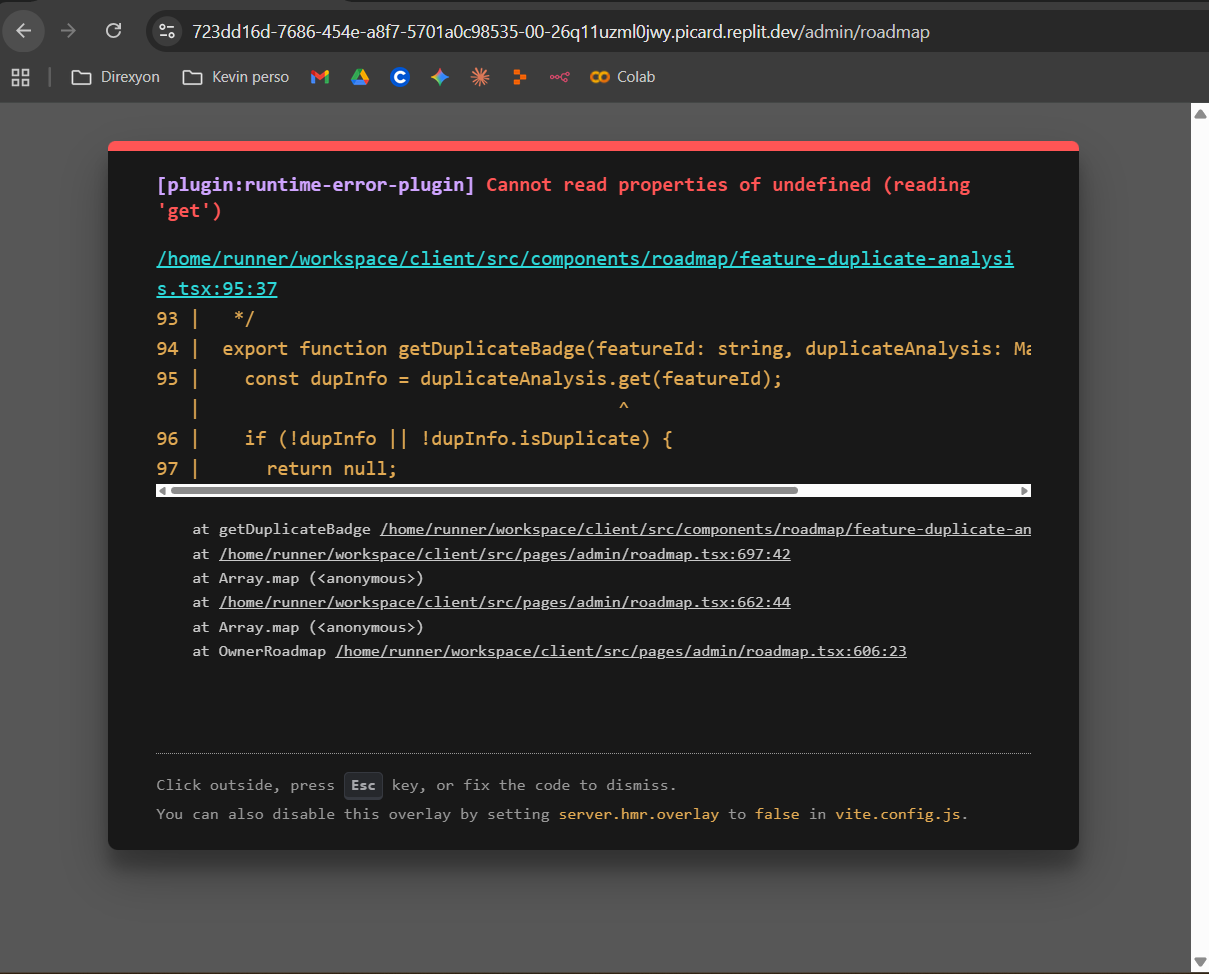 723dd16d-7686-454e-a8f7-5701a0c98535-00-26q11uzml0jwy.picard.replit.dev/admin/roadmap
Direxyon Kevin perso Colab
[plugin:runtime-error-plugin] Cannot read properties of undefined (reading
'get')
/home/runner/workspace/client/src/components/roadmap/feature-duplicate-analysi
s.tsx:95:37
93 | */
94 | export function getDuplicateBadge(featureId: string, duplicateAnalysis: Ma
95 | const dupInfo = duplicateAnalysis.get(featureId);
| ^
96 | if (!dupInfo || !dupInfo.isDuplicate) {
97 | return null;
at getDuplicateBadge /home/runner/workspace/client/src/components/roadmap/feature-duplicate-an
at /home/runner/workspace/client/src/pages/admin/roadmap.tsx:697:42
at Array.map (<anonymous>)
at /home/runner/workspace/client/src/pages/admin/roadmap.tsx:662:44
at Array.map (<anonymous>)
at OwnerRoadmap /home/runner/workspace/client/src/pages/admin/roadmap.tsx:606:23
Click outside, press Esc key, or fix the code to dismiss.
You can also disable this overlay by setting server.hmr.overlay to false in vite.config.js.